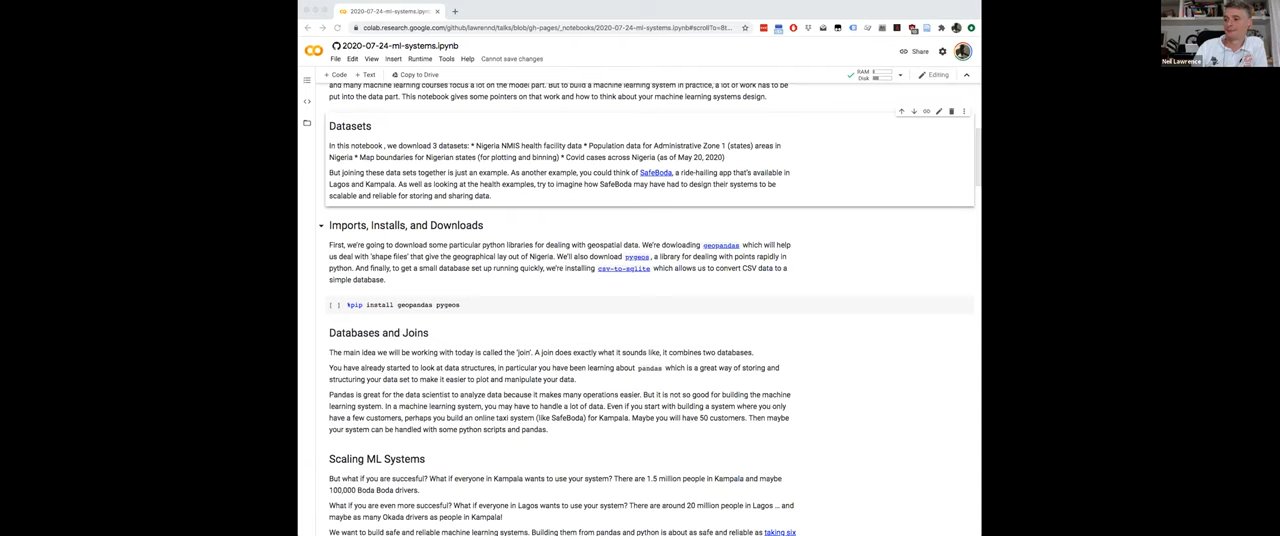 2020-07-24-ml-systems.ipynb
colab.research.google.com/github/lawrennd/talks/blob/gh-pages/_notebooks/2020-07-24-ml-systems.ipynb#scrollTo=8t...
2020-07-24-ml-systems.ipynb
Share
File Edit View Insert Runtime Tools Help Cannot save changes
+ Code + Text Copy to Drive
RAM
Disk
Editing
and many machine learning courses focus a lot on the model part. But to build a machine learning system in practice, a lot of work has to be
put into the data part. This notebook gives some pointers on that work and how to think about your machine learning systems design.
Datasets
In this notebook , we download 3 datasets: * Nigeria NMIS health facility data * Population data for Administrative Zone 1 (states) areas in
Nigeria * Map boundaries for Nigerian states (for plotting and binning) * Covid cases across Nigeria (as of May 20, 2020)
But joining these data sets together is just an example. As another example, you could think of SafeBoda, a ride-hailing app that's available in
Lagos and Kampala. As well as looking at the health examples, try to imagine how SafeBoda may have had to design their systems to be
scalable and reliable for storing and sharing data.
Imports, Installs, and Downloads
First, we're going to download some particular python libraries for dealing with geospatial data. We're dowloading geopandas which will help
us deal with 'shape files' that give the geographical lay out of Nigeria. We'll also download pygeos, a library for dealing with points rapidly in
python. And finally, to get a small database set up running quickly, we're installing csv-to-sqlite which allows us to convert CSV data to a
simple database.
[ ] %pip install geopandas pygeos
Databases and Joins
The main idea we will be working with today is called the 'join'. A join does exactly what it sounds like, it combines two databases.
You have already started to look at data structures, in particular you have been learning about pandas which is a great way of storing and
structuring your data set to make it easier to plot and manipulate your data.
Pandas is great for the data scientist to analyze data because it makes many operations easier. But it is not so good for building the machine
learning system. In a machine learning system, you may have to handle a lot of data. Even if you start with building a system where you only
have a few customers, perhaps you build an online taxi system (like SafeBoda) for Kampala. Maybe you will have 50 customers. Then maybe
your system can be handled with some python scripts and pandas.
Scaling ML Systems
But what if you are succesful? What if everyone in Kampala wants to use your system? There are 1.5 million people in Kampala and maybe
100,000 Boda Boda drivers.
What if you are even more succesful? What if everyone in Lagos wants to use your system? There are around 20 million people in Lagos ... and
maybe as many Okada drivers as people in Kampala!
We want to build safe and reliable machine learning systems. Building them from pandas and python is about as safe and reliable as taking six
Neil Lawrence